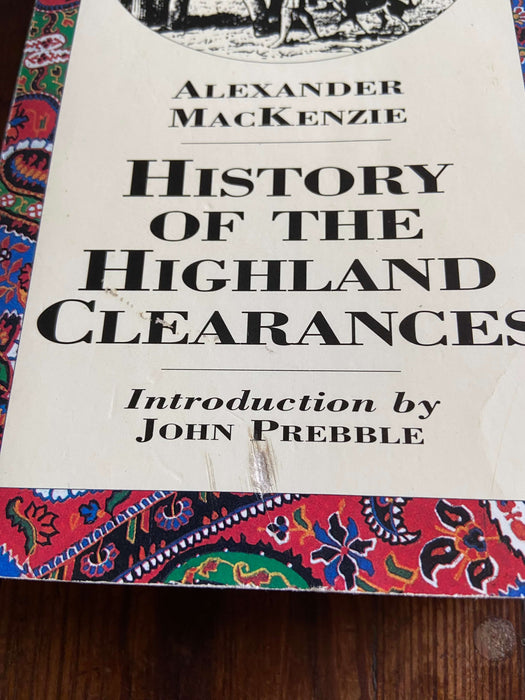 ALEXANDER
MACKENZIE
HISTORY
OF THE
HIGHLAND
CLEARANCES
Introduction by
JOHN PREBBLE